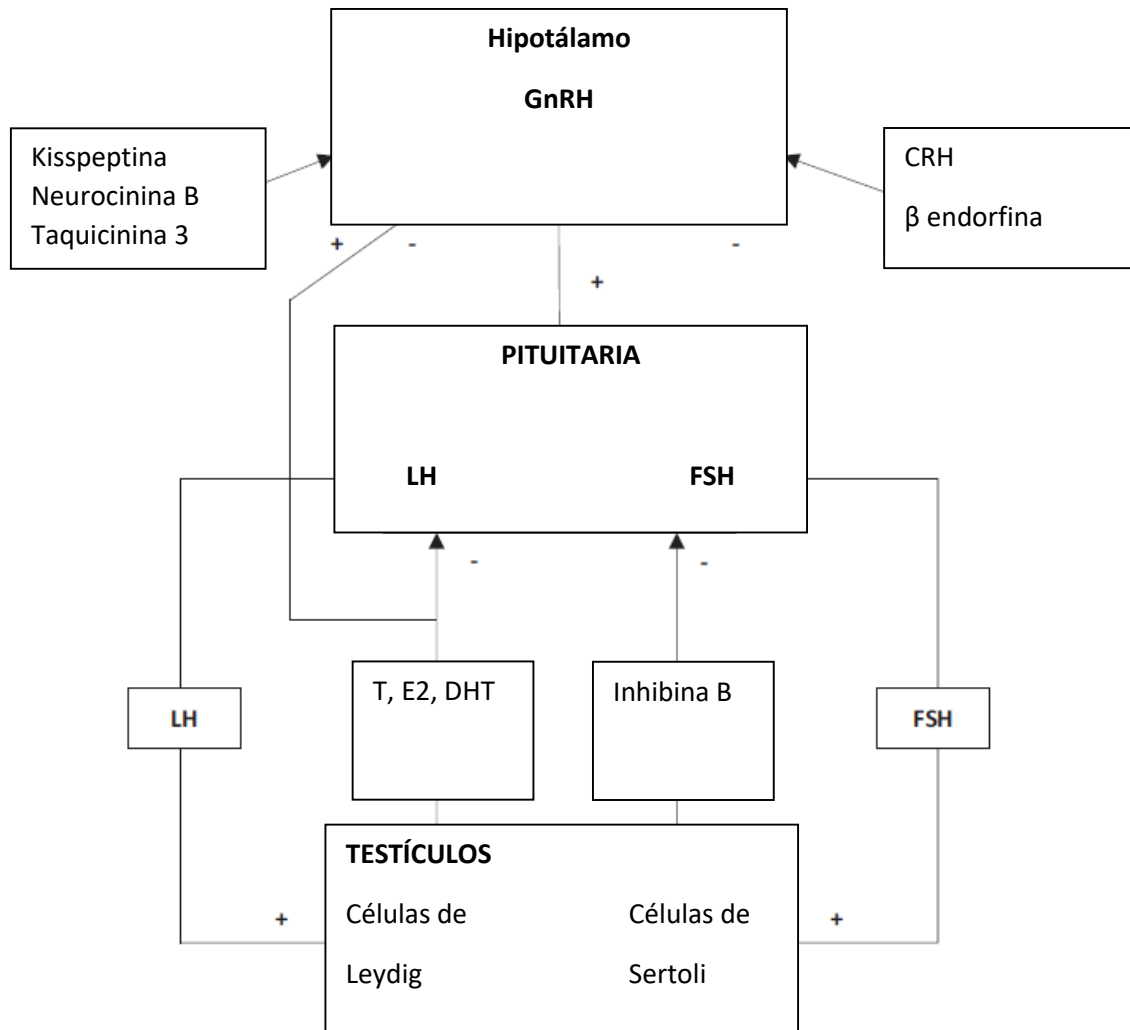 Hipotálamo
GnRH
Kisspeptina
Neurocinina B
Taquicinina 3
CRH
β endorfina
+
-
-
+
PITUITARIA
LH
FSH
-
-
T, E2, DHT
Inhibina B
LH
FSH
TESTÍCULOS
Células de
Leydig
Células de
Sertoli
+
+